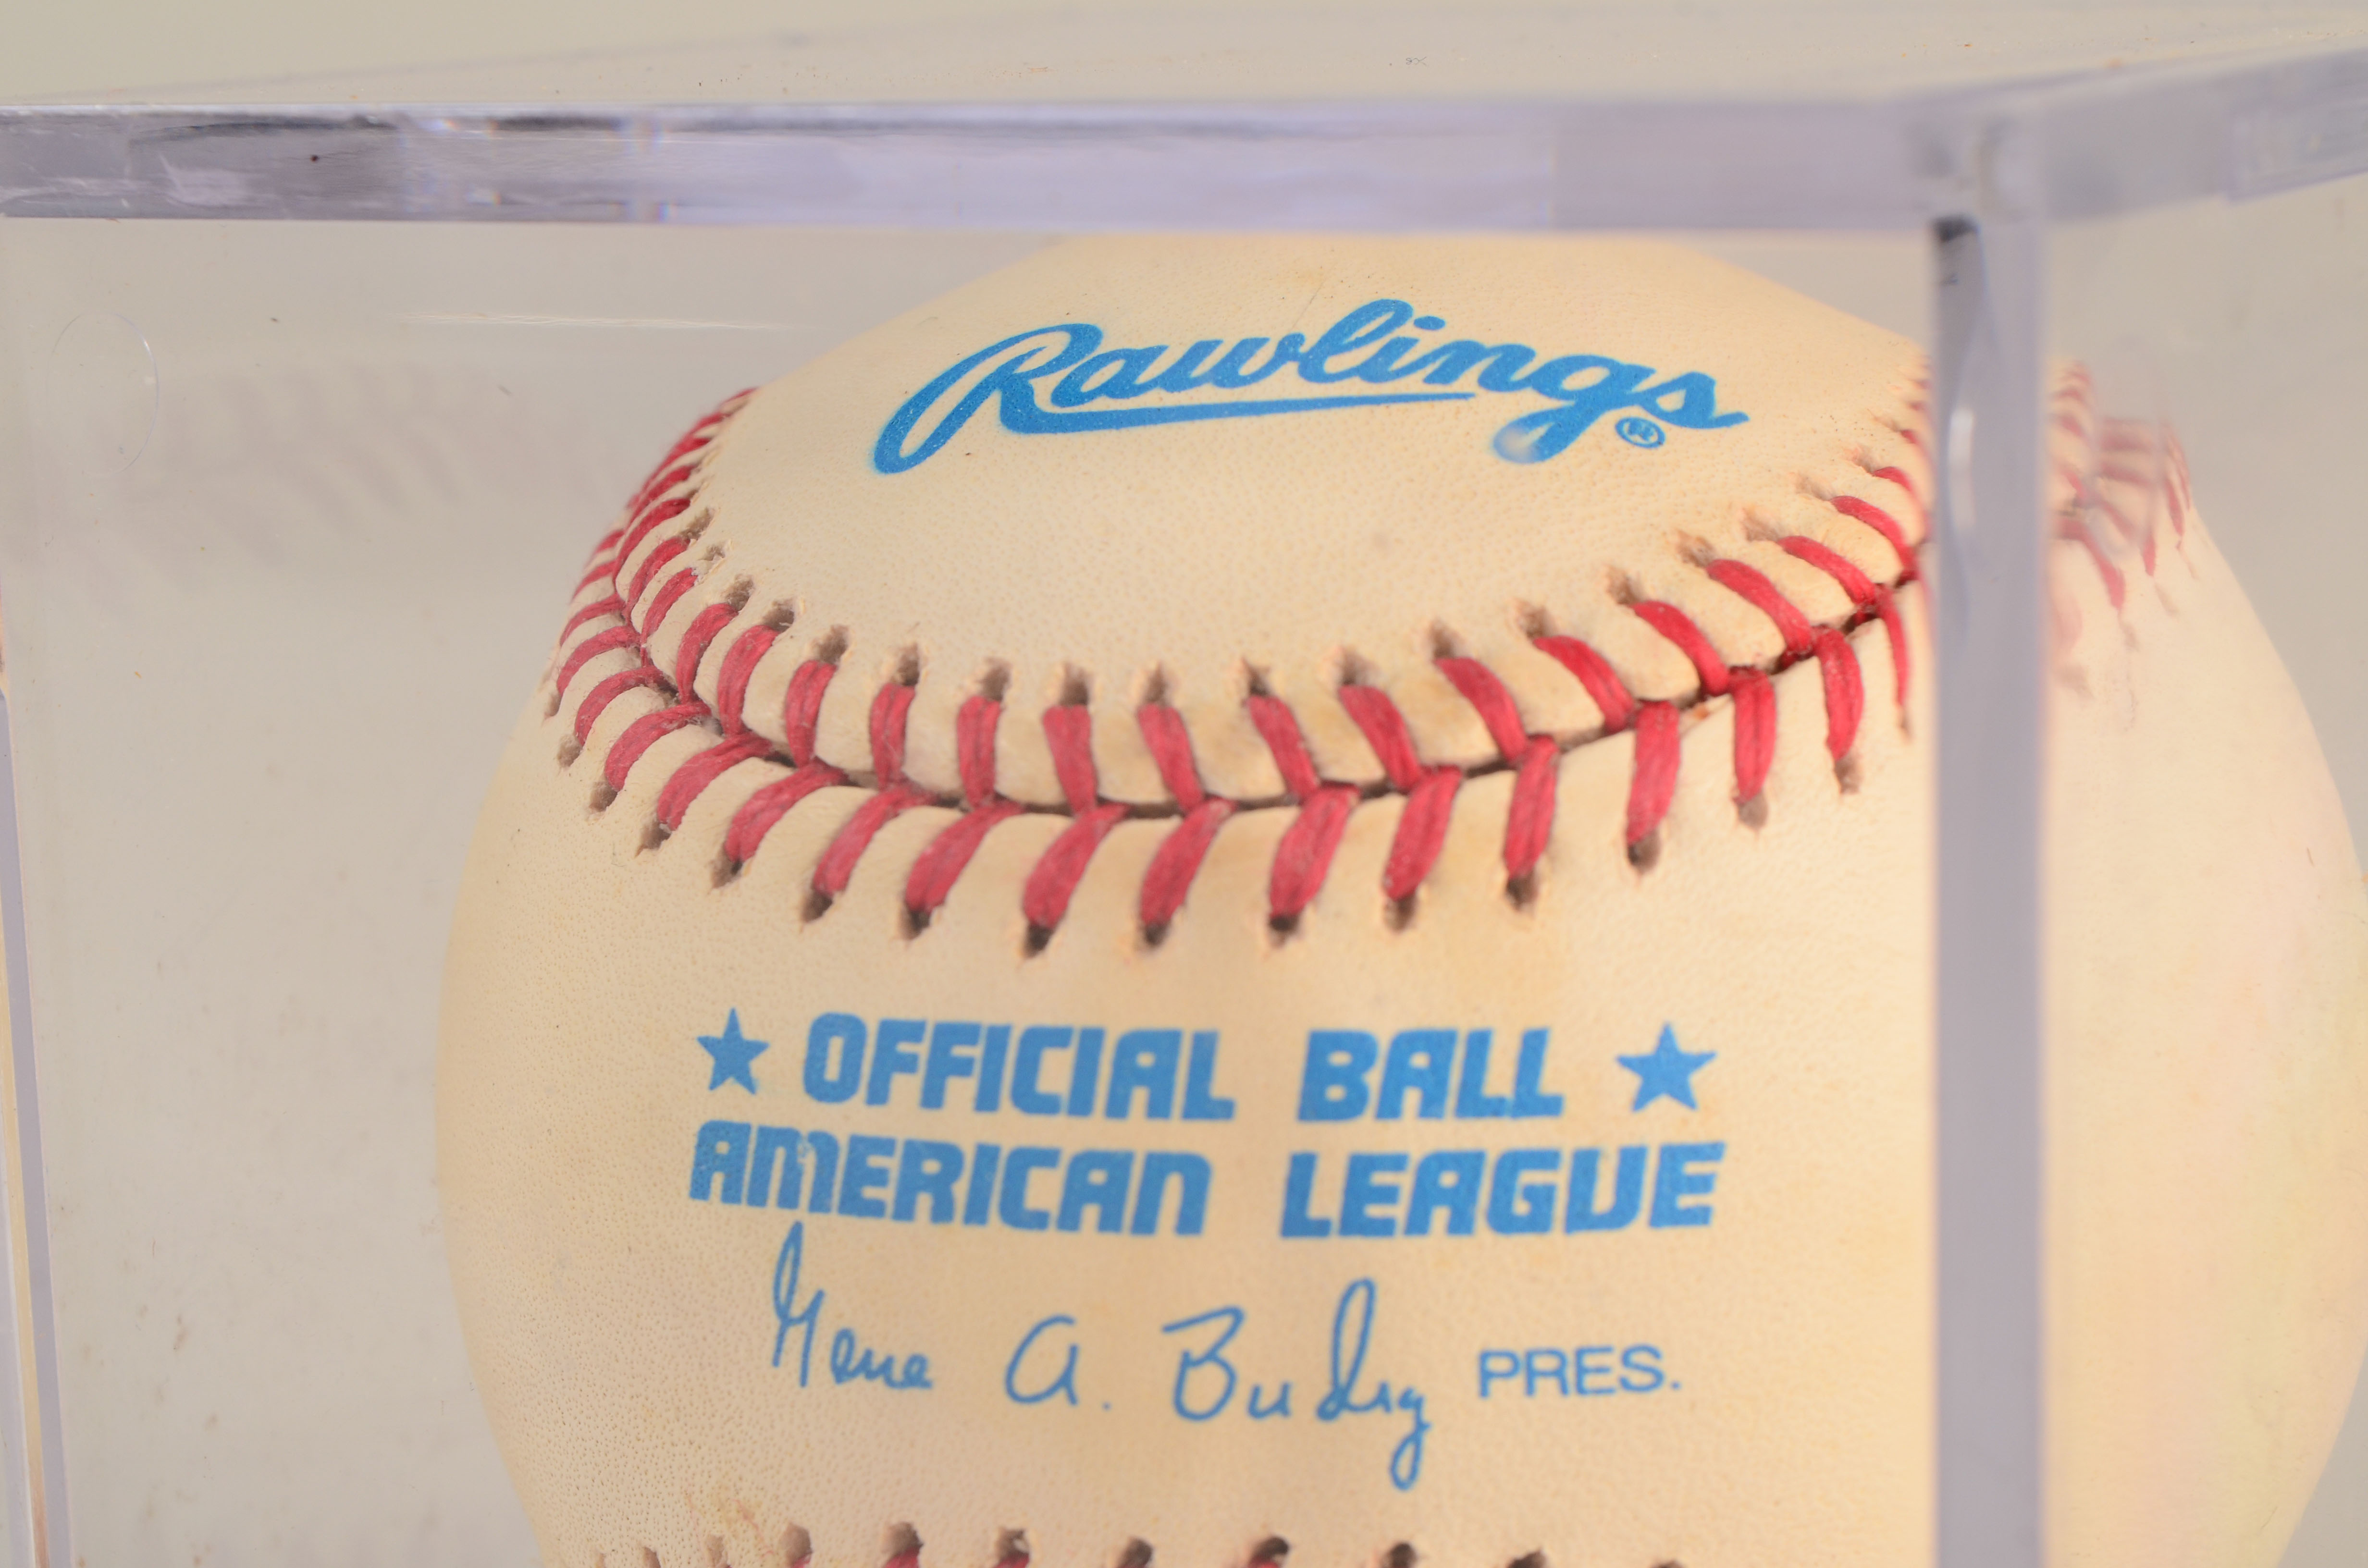 Rawlings®
★ OFFICIAL BALL ★
AMERICAN LEAGUE
Gene A. Budig PRES.